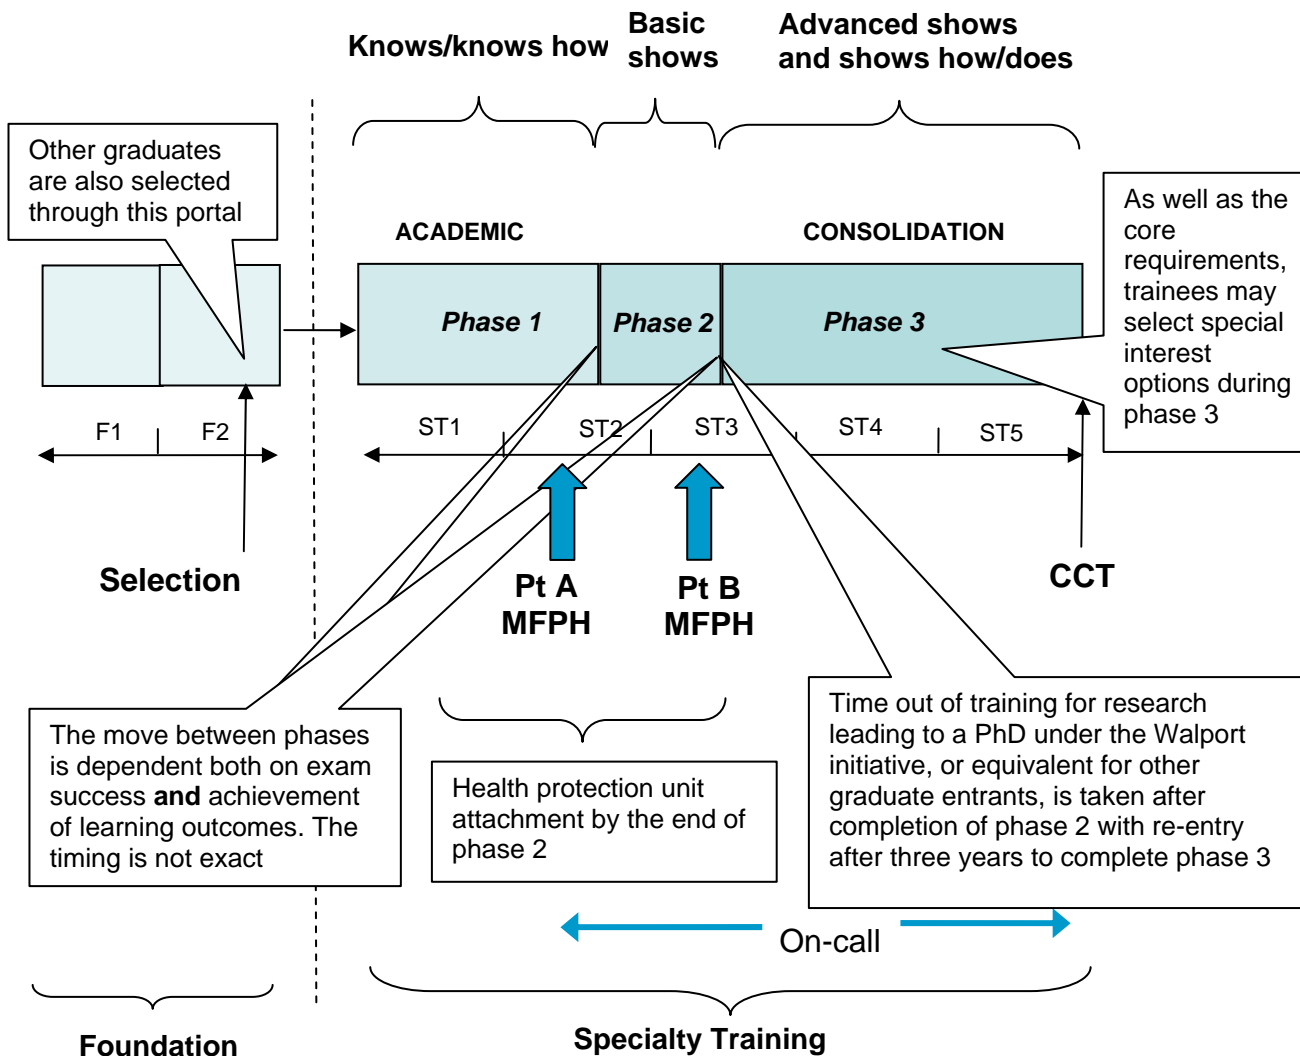 Knows/knows how
Basic
shows
Advanced shows
and shows how/does
Other graduates
are also selected
through this portal
ACADEMIC
CONSOLIDATION
As well as the
core
requirements,
trainees may
select special
interest
options during
phase 3
Phase 1
Phase 2
Phase 3
F1
F2
ST1
ST2
ST3
ST4
ST5
Selection
Pt A
MFPH
Pt B
MFPH
CCT
The move between phases
is dependent both on exam
success and achievement
of learning outcomes. The
timing is not exact
Health protection unit
attachment by the end of
phase 2
Time out of training for research
leading to a PhD under the Walport
initiative, or equivalent for other
graduate entrants, is taken after
completion of phase 2 with re-entry
after three years to complete phase 3
On-call
Foundation
Specialty Training